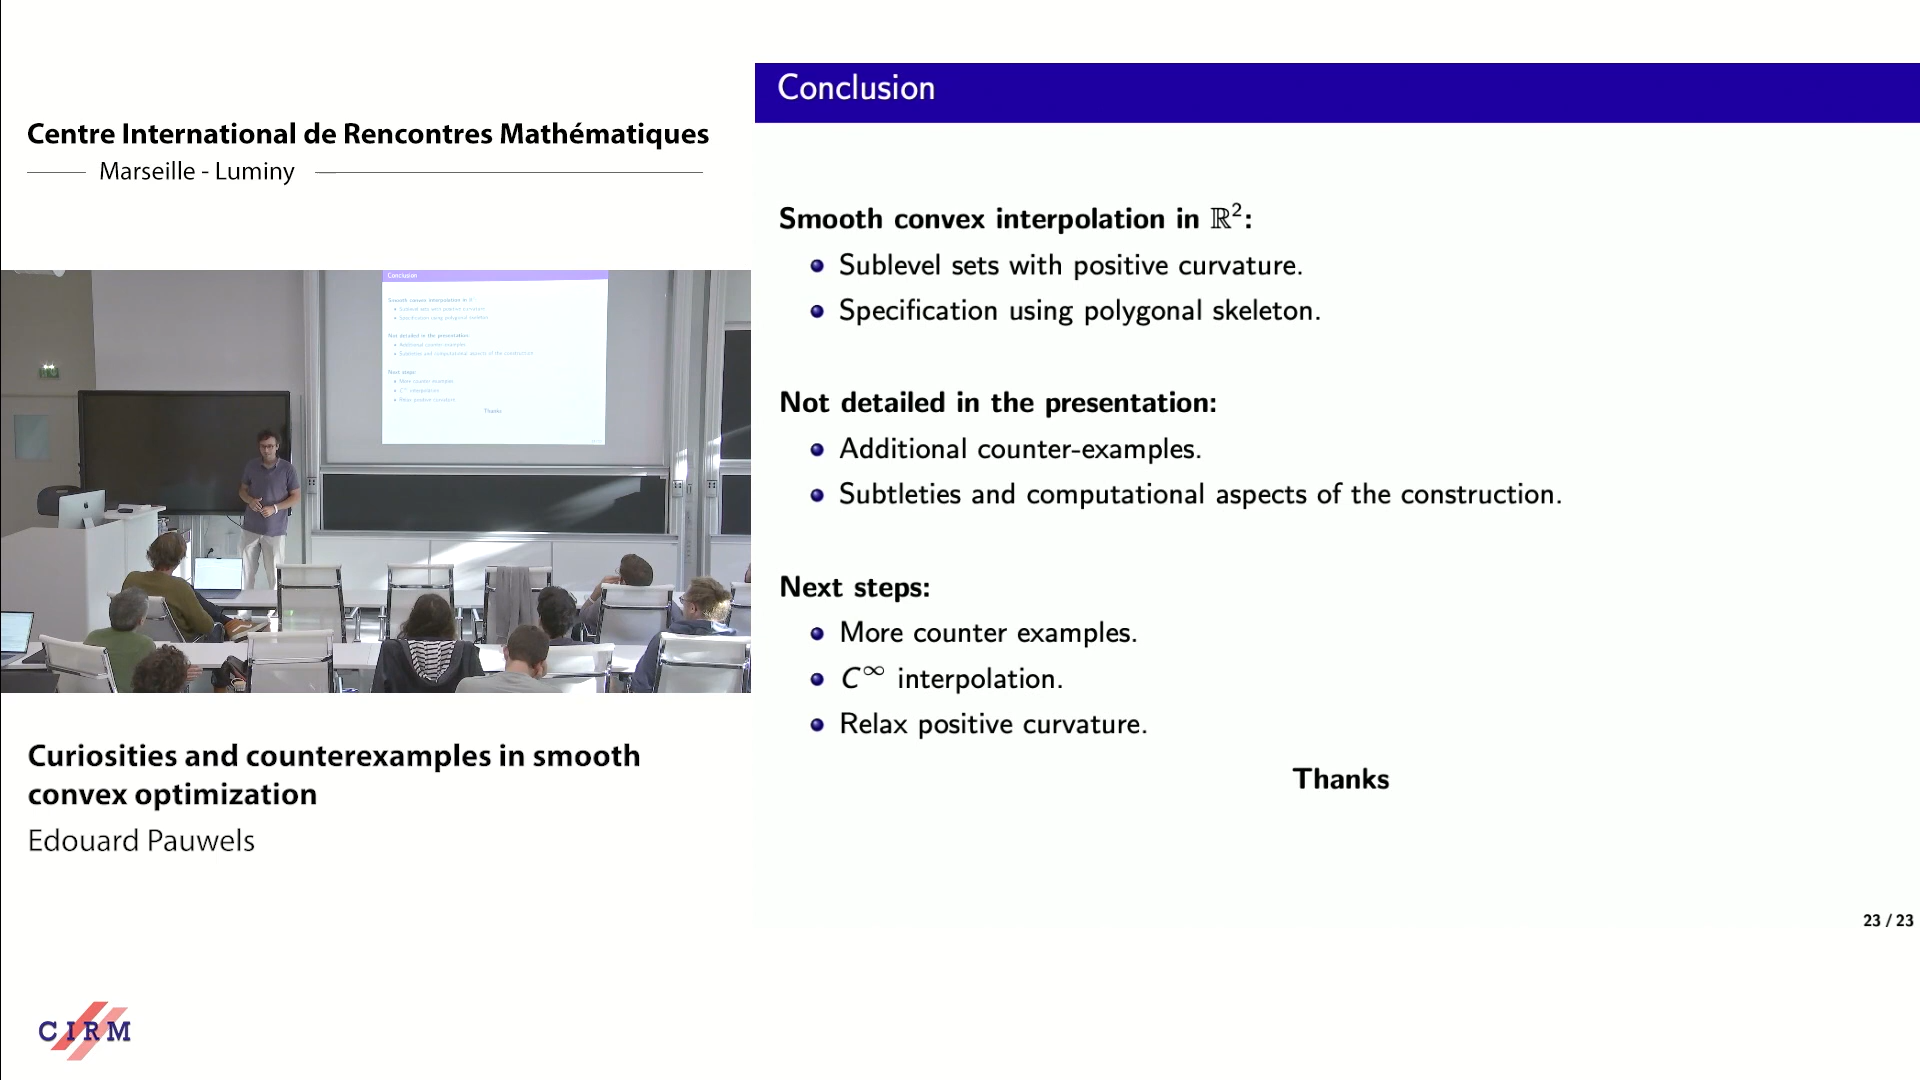 Centre International de Rencontres Mathématiques
Marseille - Luminy
Curiosities and counterexamples in smooth
convex optimization
Edouard Pauwels
CIRM
Conclusion
Smooth convex interpolation in ℝ²:
Sublevel sets with positive curvature.
Specification using polygonal skeleton.
Not detailed in the presentation:
Additional counter-examples.
Subtleties and computational aspects of the construction.
Next steps:
More counter examples.
C^∞ interpolation.
Relax positive curvature.
Thanks
23 / 23